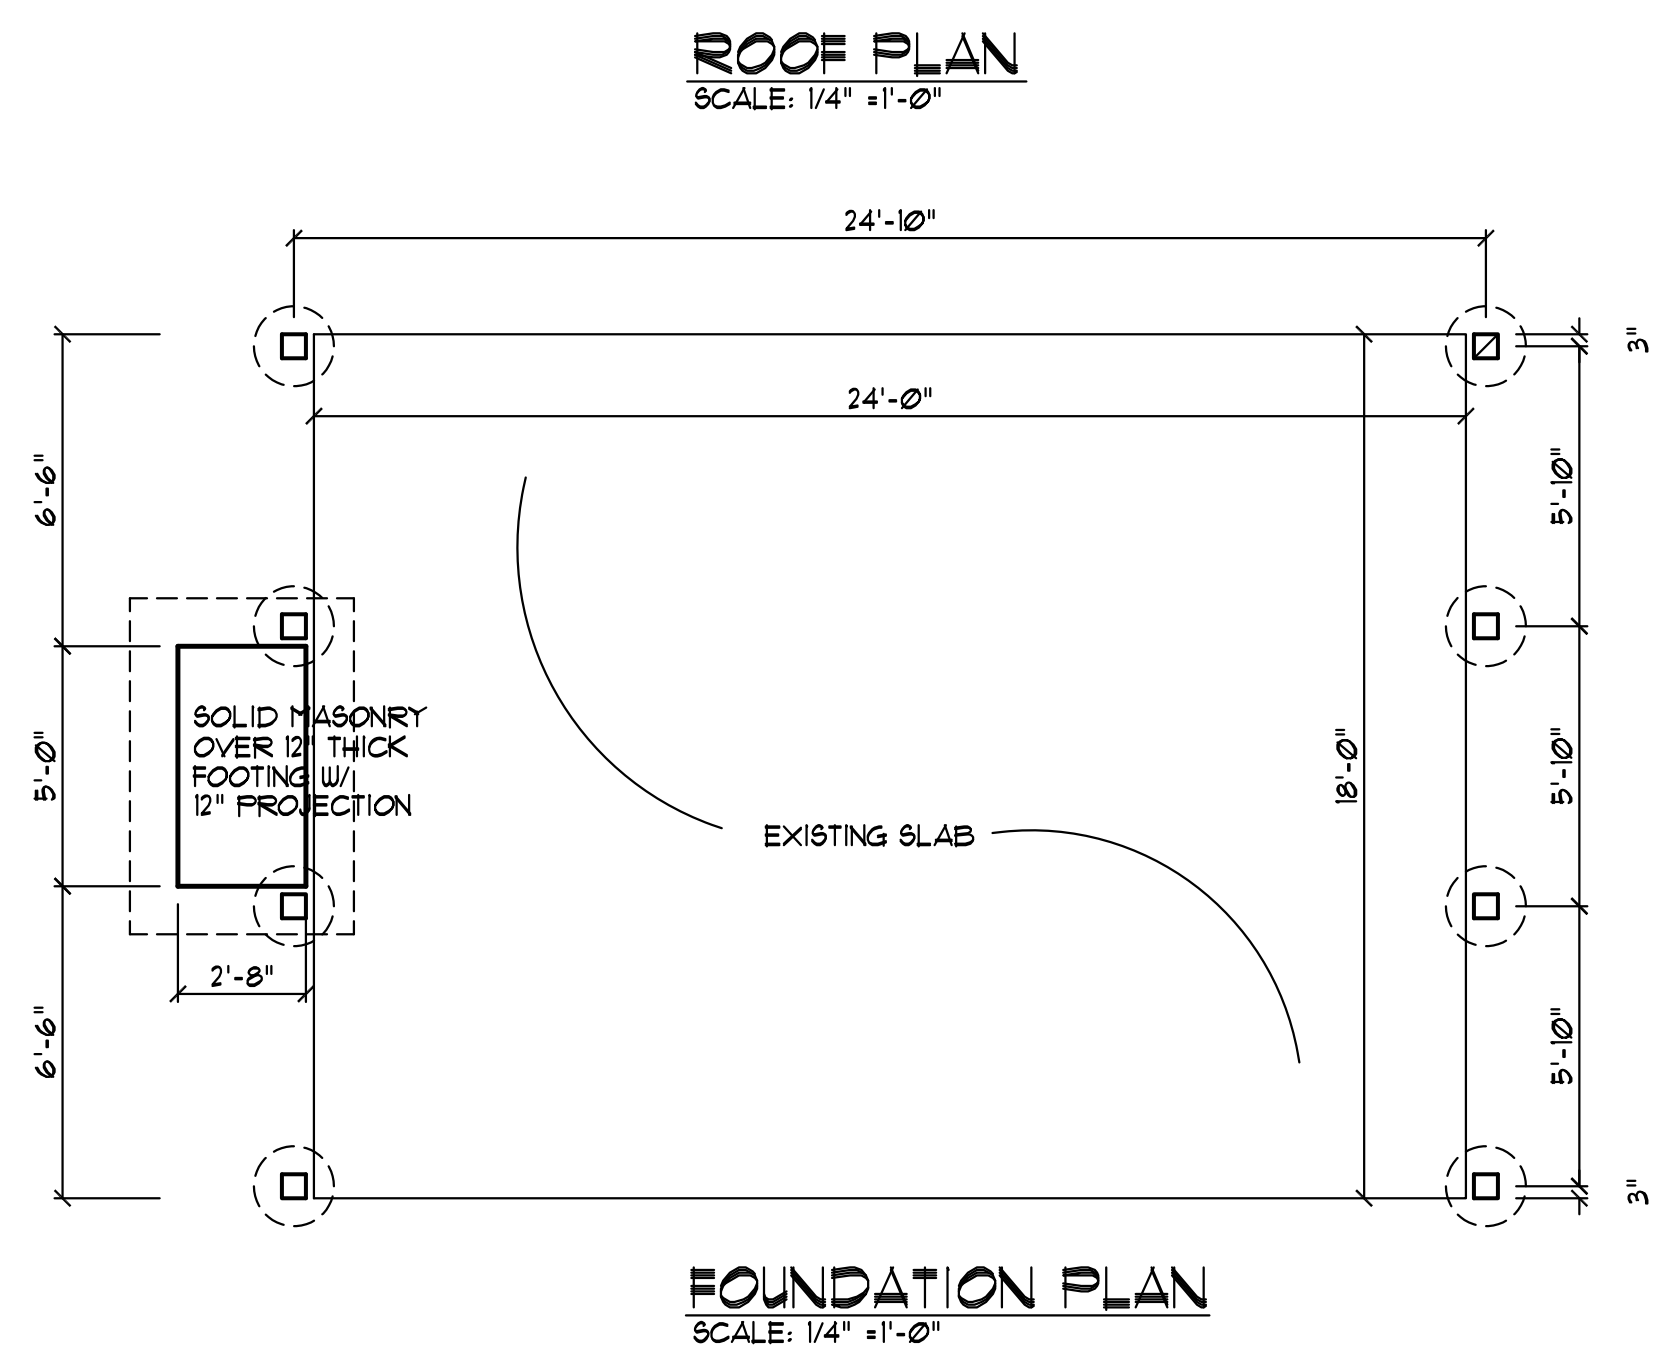 ROOF PLAN
SCALE: 1/4" =1'-0"
24'-10"
3"
24'-0"
6'-6"
5'-10"
SOLID MASONRY
OVER 12" THICK
FOOTING W/
12" PROJECTION
5'-0"
18'-0"
5'-10"
EXISTING SLAB
2'-8"
6'-6"
5'-10"
3"
FOUNDATION PLAN
SCALE: 1/4" =1'-0"